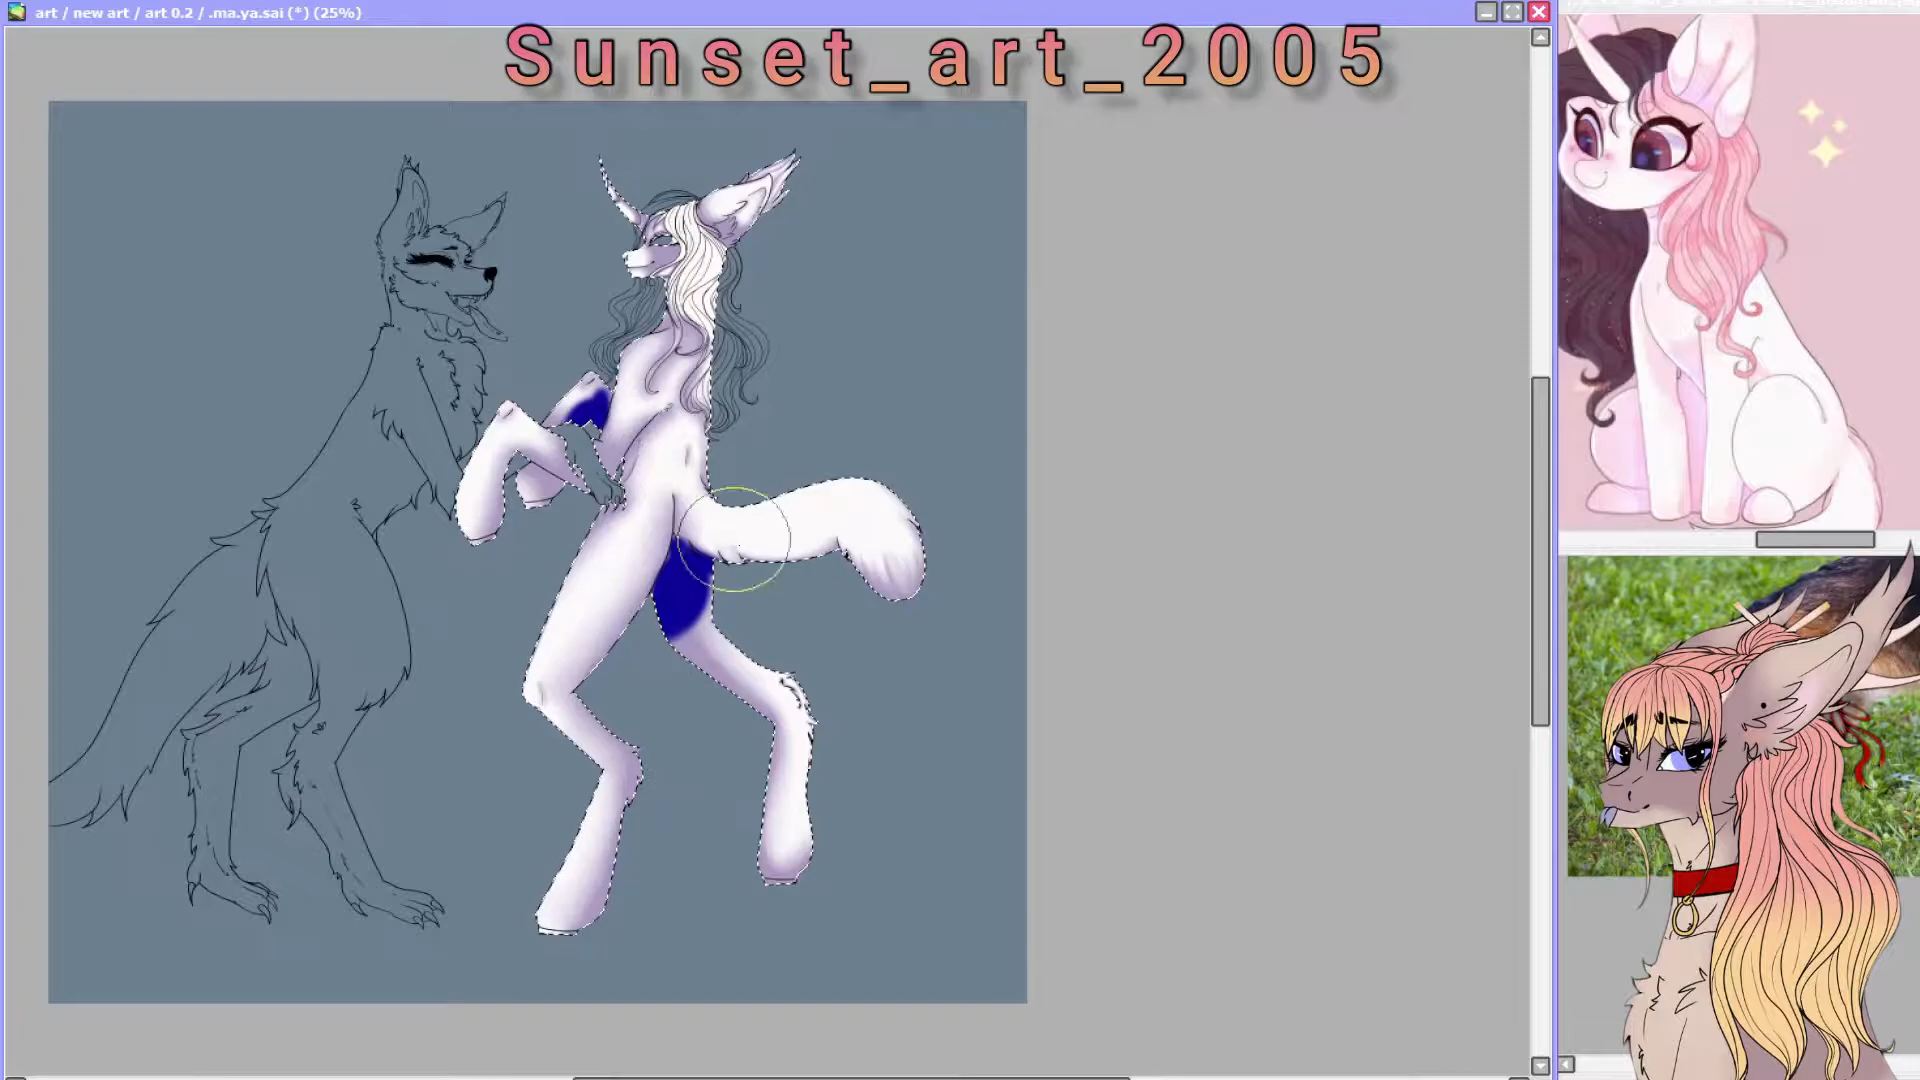 art / new art / art 0.2 / .ma.ya.sai (*) (25%)
Sunset_art_2005